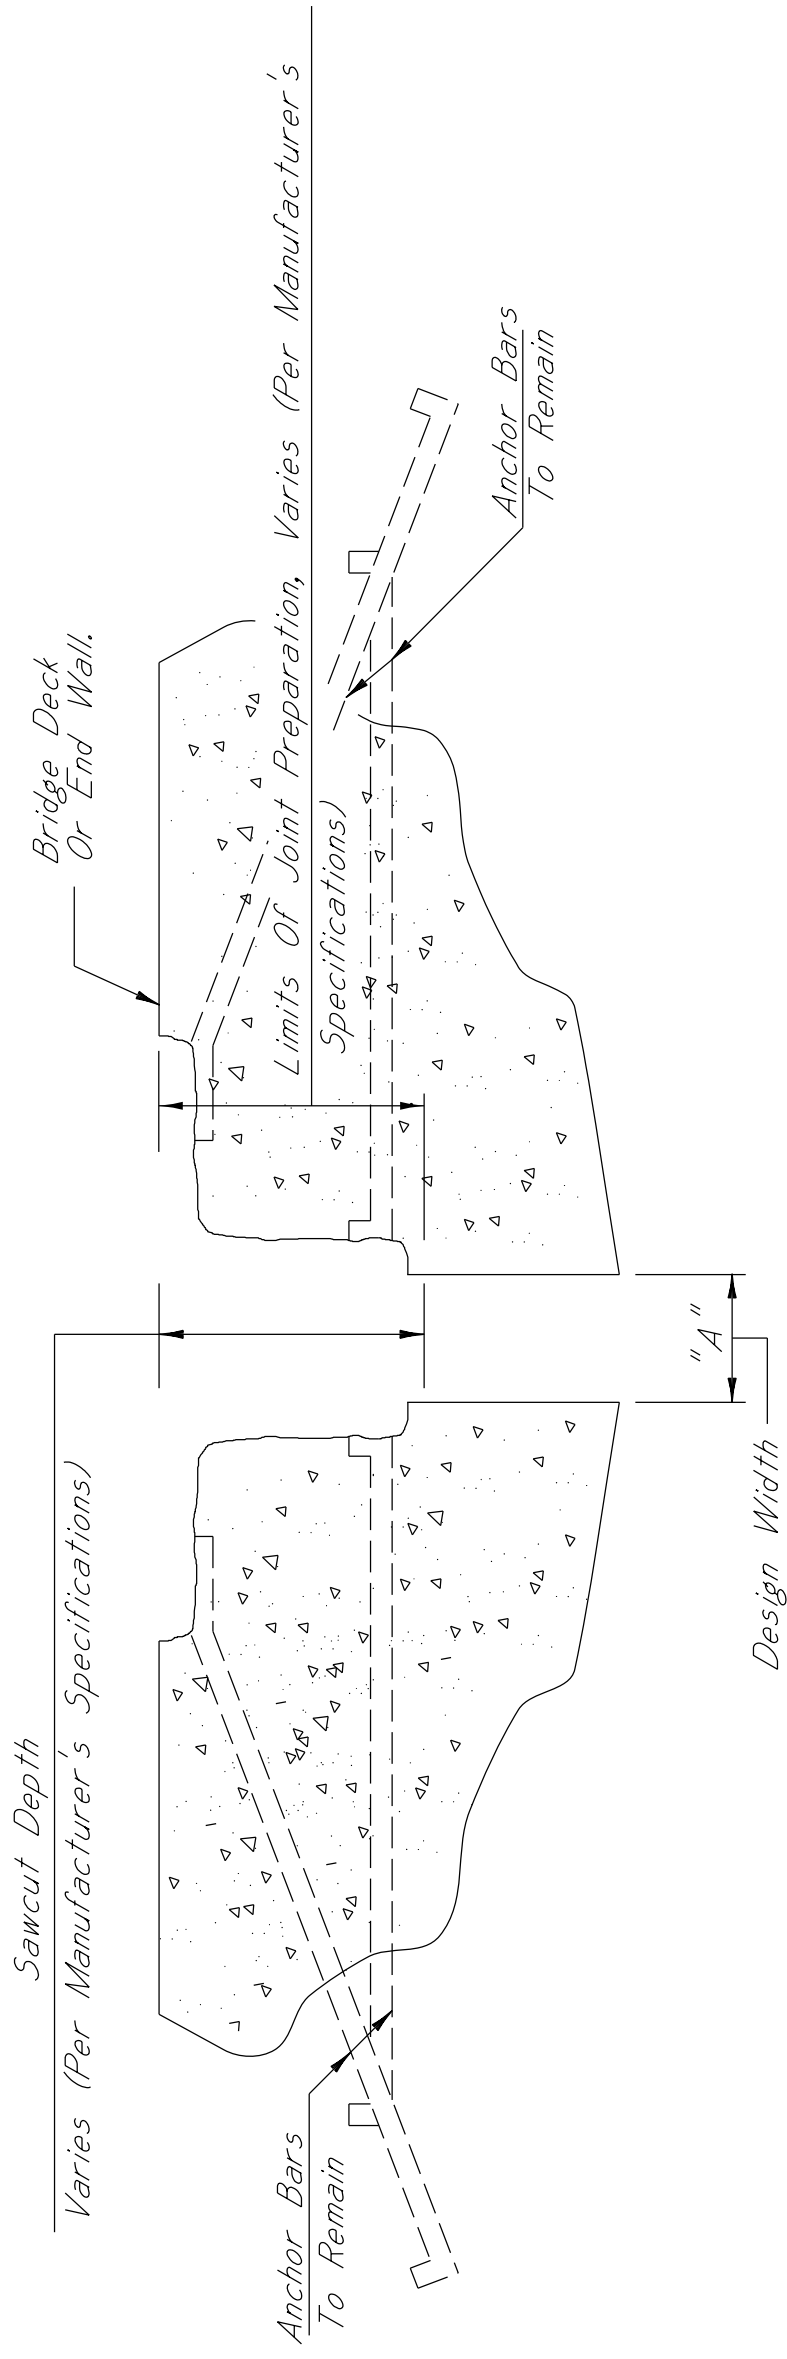 Sawcut Depth
Varies (Per Manufacturer's Specifications)
Bridge Deck
Or End Wall.
Limits Of Joint Preparation, Varies (Per Manufacturer's
Specifications)
Anchor Bars
To Remain
Anchor Bars
To Remain
"A"
Design Width